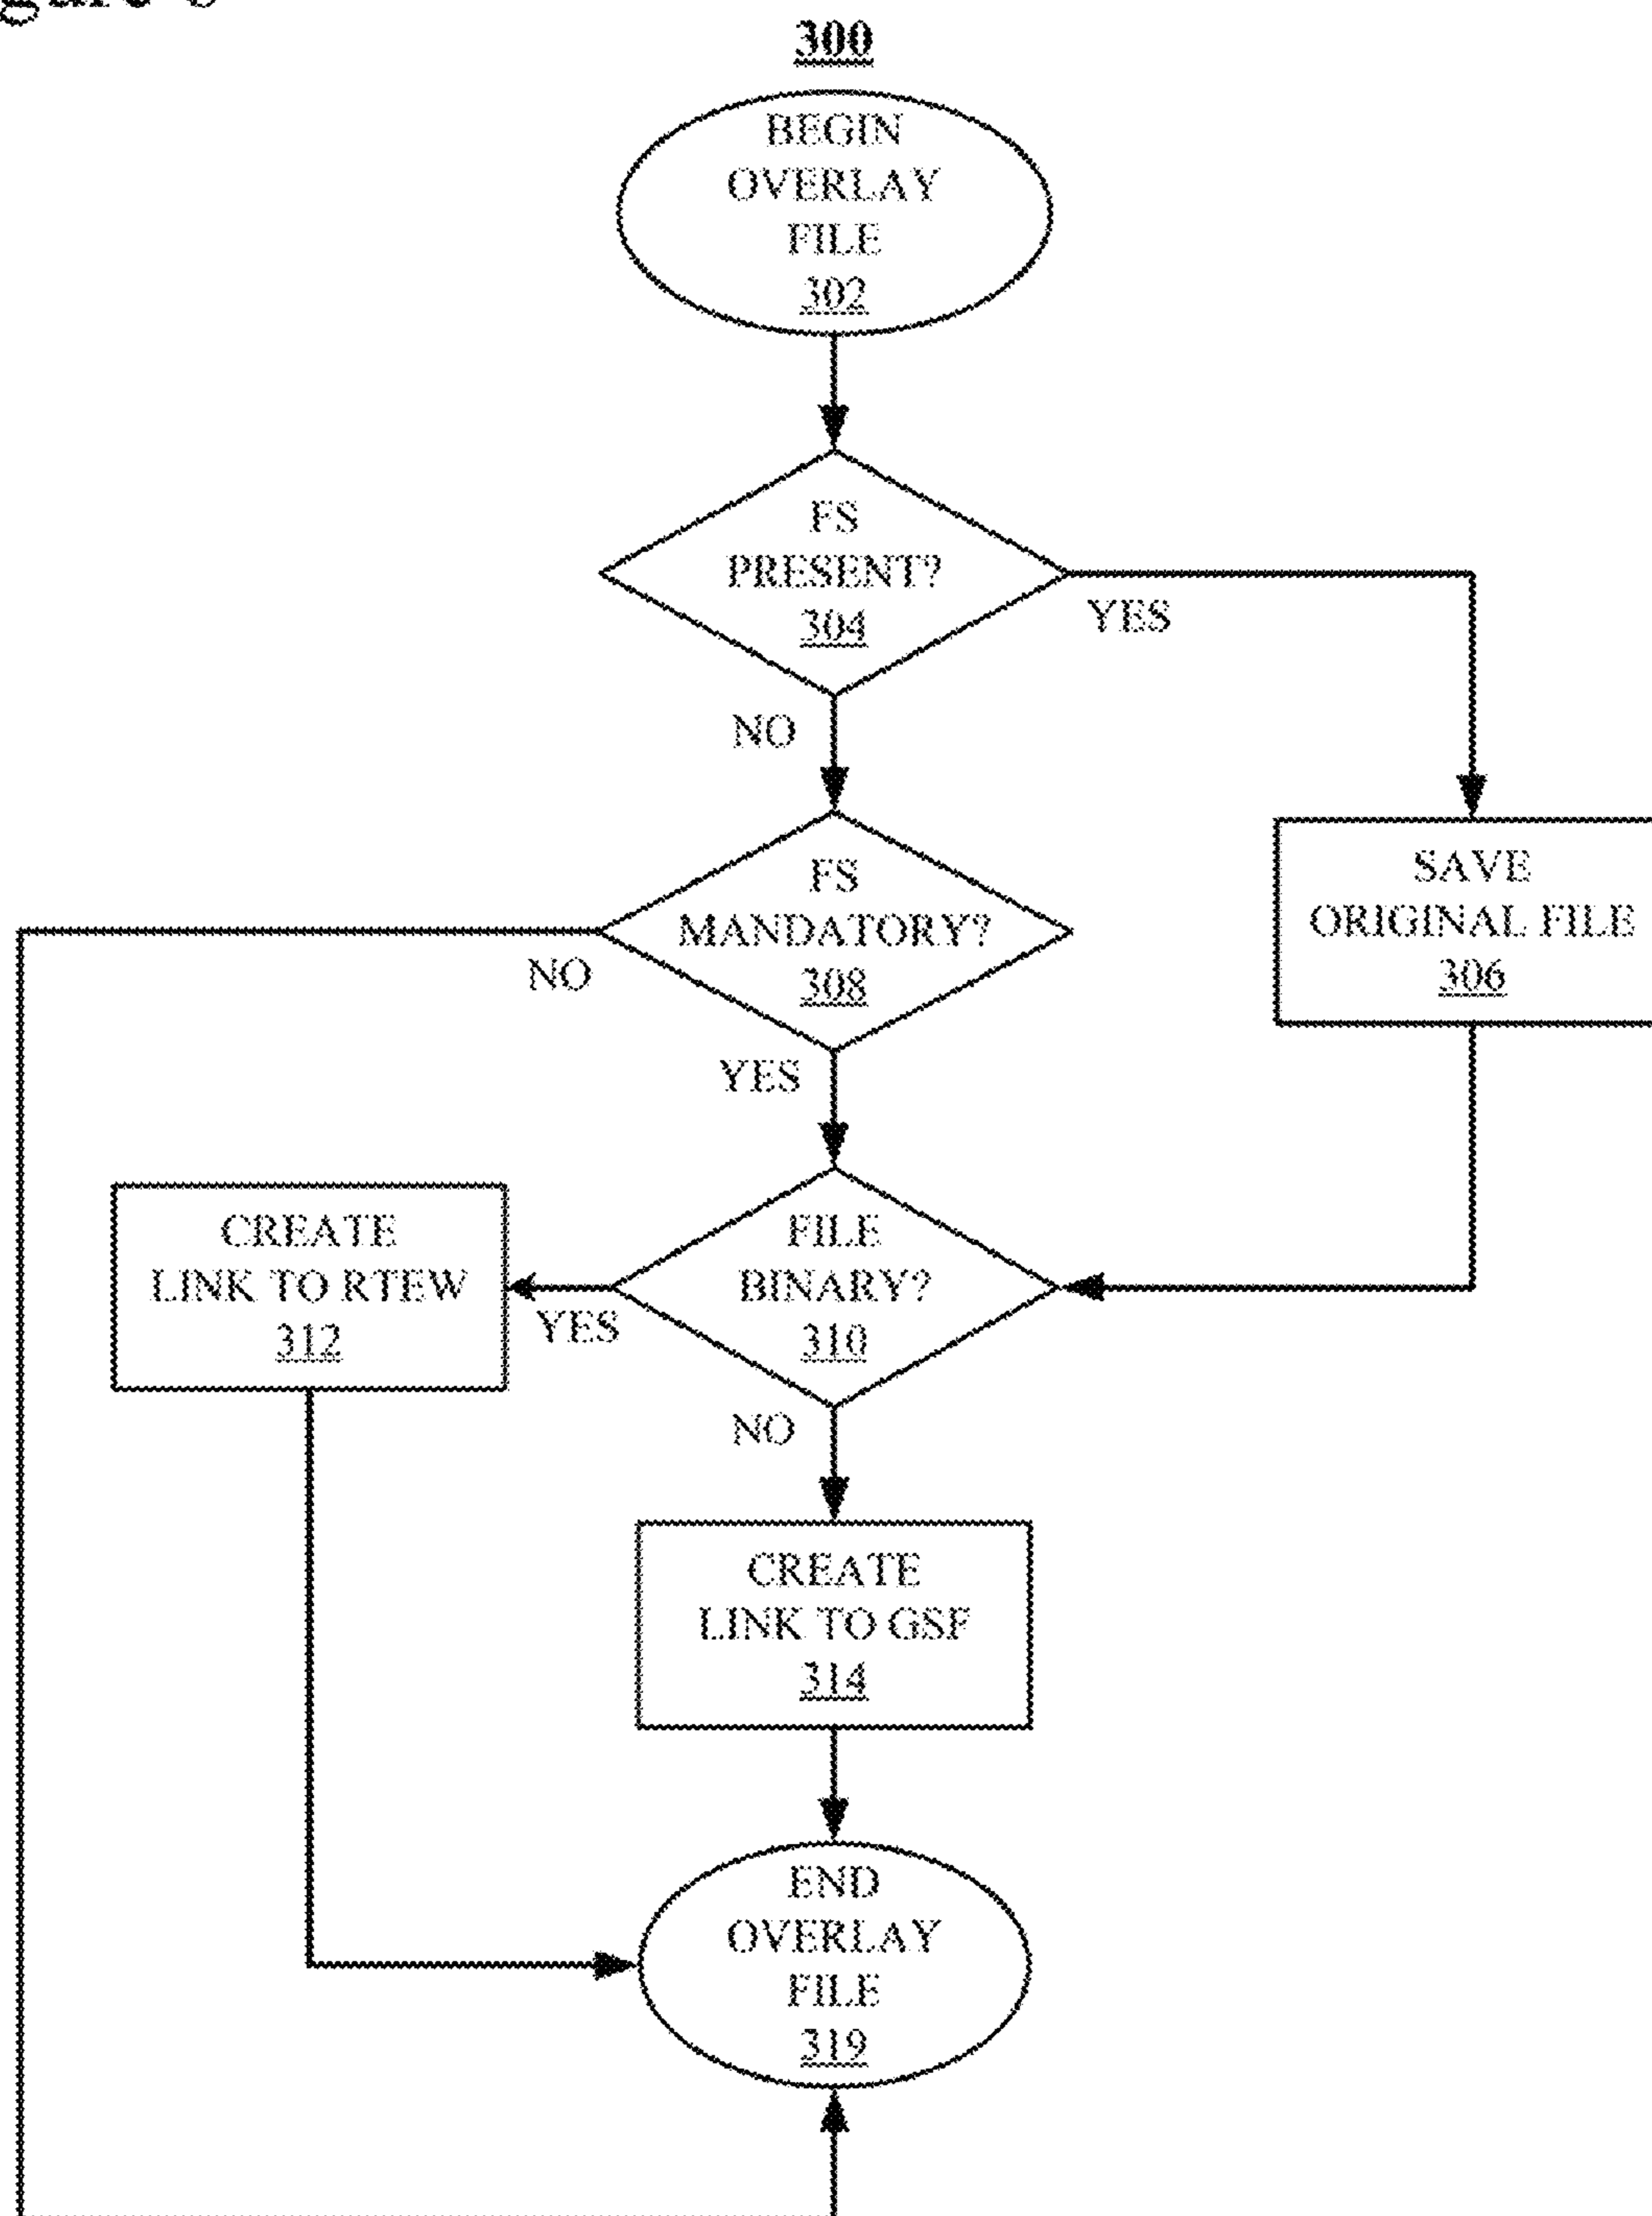 300
BEGIN
OVERLAY
FILE
302
FS
PRESENT?
304
YES
NO
FS
MANDATORY?
308
NO
YES
SAVE
ORIGINAL FILE
306
CREATE
LINK TO RTEW
312
FILE
BINARY?
310
YES
NO
CREATE
LINK TO GSF
314
END
OVERLAY
FILE
319